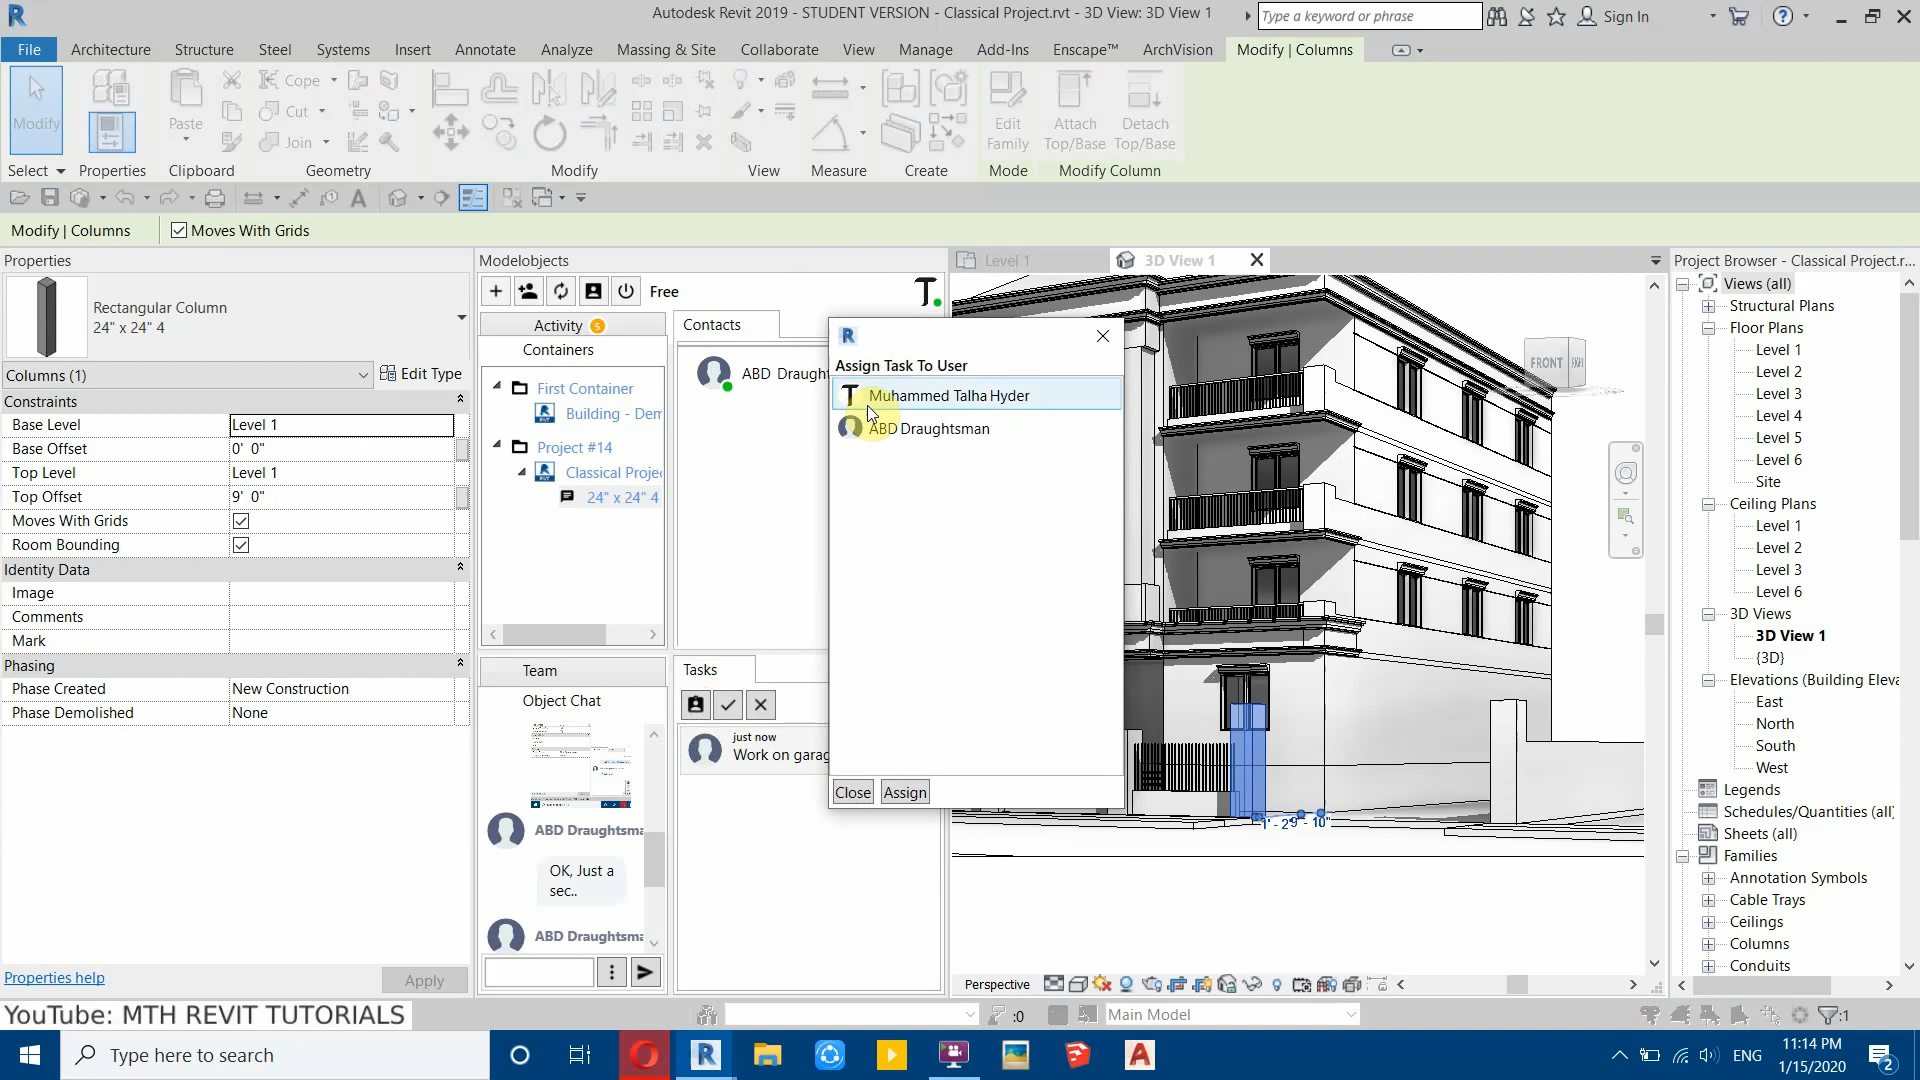 Autodesk Revit 2019 - STUDENT VERSION - Classical Project.rvt - 3D View: 3D View 1
Type a keyword or phrase
Sign In
File Architecture Structure Steel Systems Insert Annotate Analyze Massing & Site Collaborate View Manage Add-Ins Enscape™ ArchVision Modify | Columns
Modify
Paste
Cope
Cut
Join
Edit Family
Attach Top/Base
Detach Top/Base
Select Properties Clipboard Geometry Modify View Measure Create Mode Modify Column
Modify | Columns
Moves With Grids
Properties
Rectangular Column
24" x 24" 4
Columns (1)
Edit Type
Constraints
Base Level Level 1
Base Offset 0' 0"
Top Level Level 1
Top Offset 9' 0"
Moves With Grids
Room Bounding
Identity Data
Image
Comments
Mark
Phasing
Phase Created New Construction
Phase Demolished None
Properties help
Apply
Modelobjects
Free
Activity 5
Containers
First Container
Building - Dem
Project #14
Classical Projec
24" x 24" 4
Team
Object Chat
ABD Draughtsma
OK, Just a
sec..
ABD Draughtsma
Contacts
ABD Draught
Tasks
just now
Work on garag
Assign Task To User
Muhammed Talha Hyder
ABD Draughtsman
Close
Assign
Level 1
3D View 1
FRONT
1' - 2
9' - 10"
Perspective
Project Browser - Classical Project.r...
Views (all)
Structural Plans
Floor Plans
Level 1
Level 2
Level 3
Level 4
Level 5
Level 6
Site
Ceiling Plans
Level 1
Level 2
Level 3
Level 6
3D Views
3D View 1
{3D}
Elevations (Building Eleva
East
North
South
West
Legends
Schedules/Quantities (all)
Sheets (all)
Families
Annotation Symbols
Cable Trays
Ceilings
Columns
Conduits
YouTube: MTH REVIT TUTORIALS
:0
Main Model
:1
Type here to search
ENG
11:14 PM
1/15/2020
2